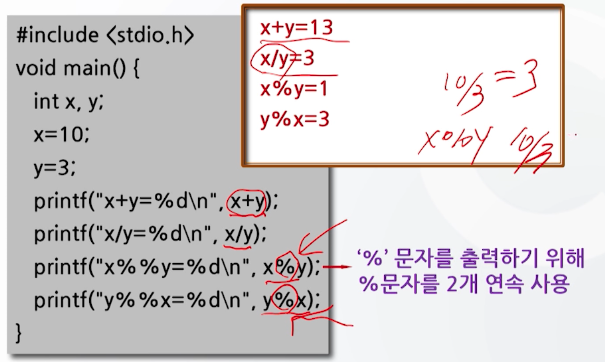 #include <stdio.h>
void main() {
int x, y;
x=10;
y=3;
printf("x+y=%d\n", x+y);
printf("x/y=%d\n", x/y);
printf("x%%y=%d\n", x%y);
printf("y%%x=%d\n", y%x);
}
x+y=13
x/y=3
x%y=1
y%x=3
10/3=3
x%y 10/3
'%' 문자를 출력하기 위해
%문자를 2개 연속 사용